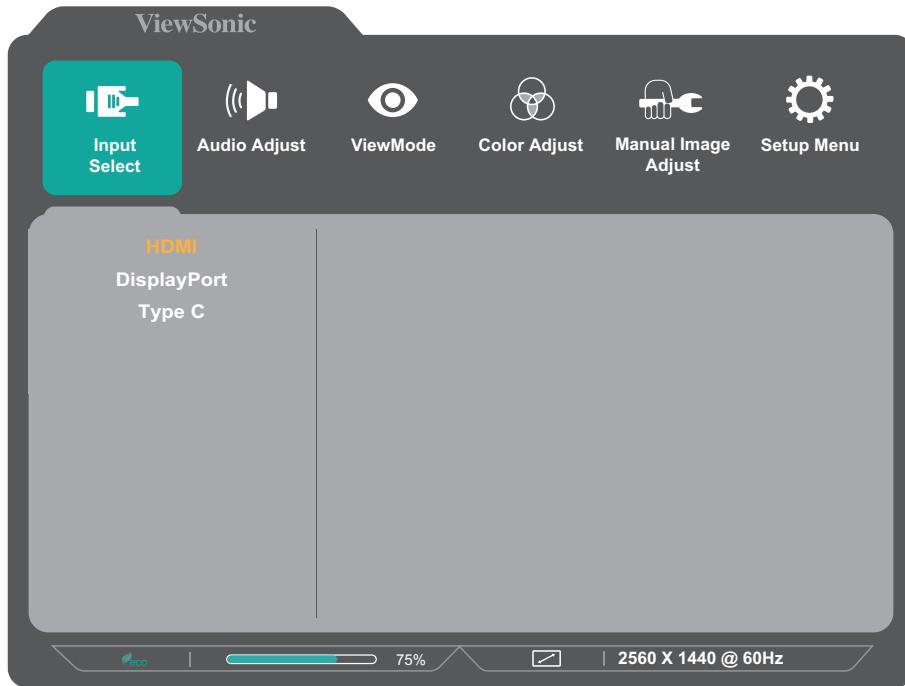 ViewSonic
Input
Select
Audio Adjust
ViewMode
Color Adjust
Manual Image
Adjust
Setup Menu
HDMI
DisplayPort
Type C
eco
75%
2560 X 1440 @ 60Hz